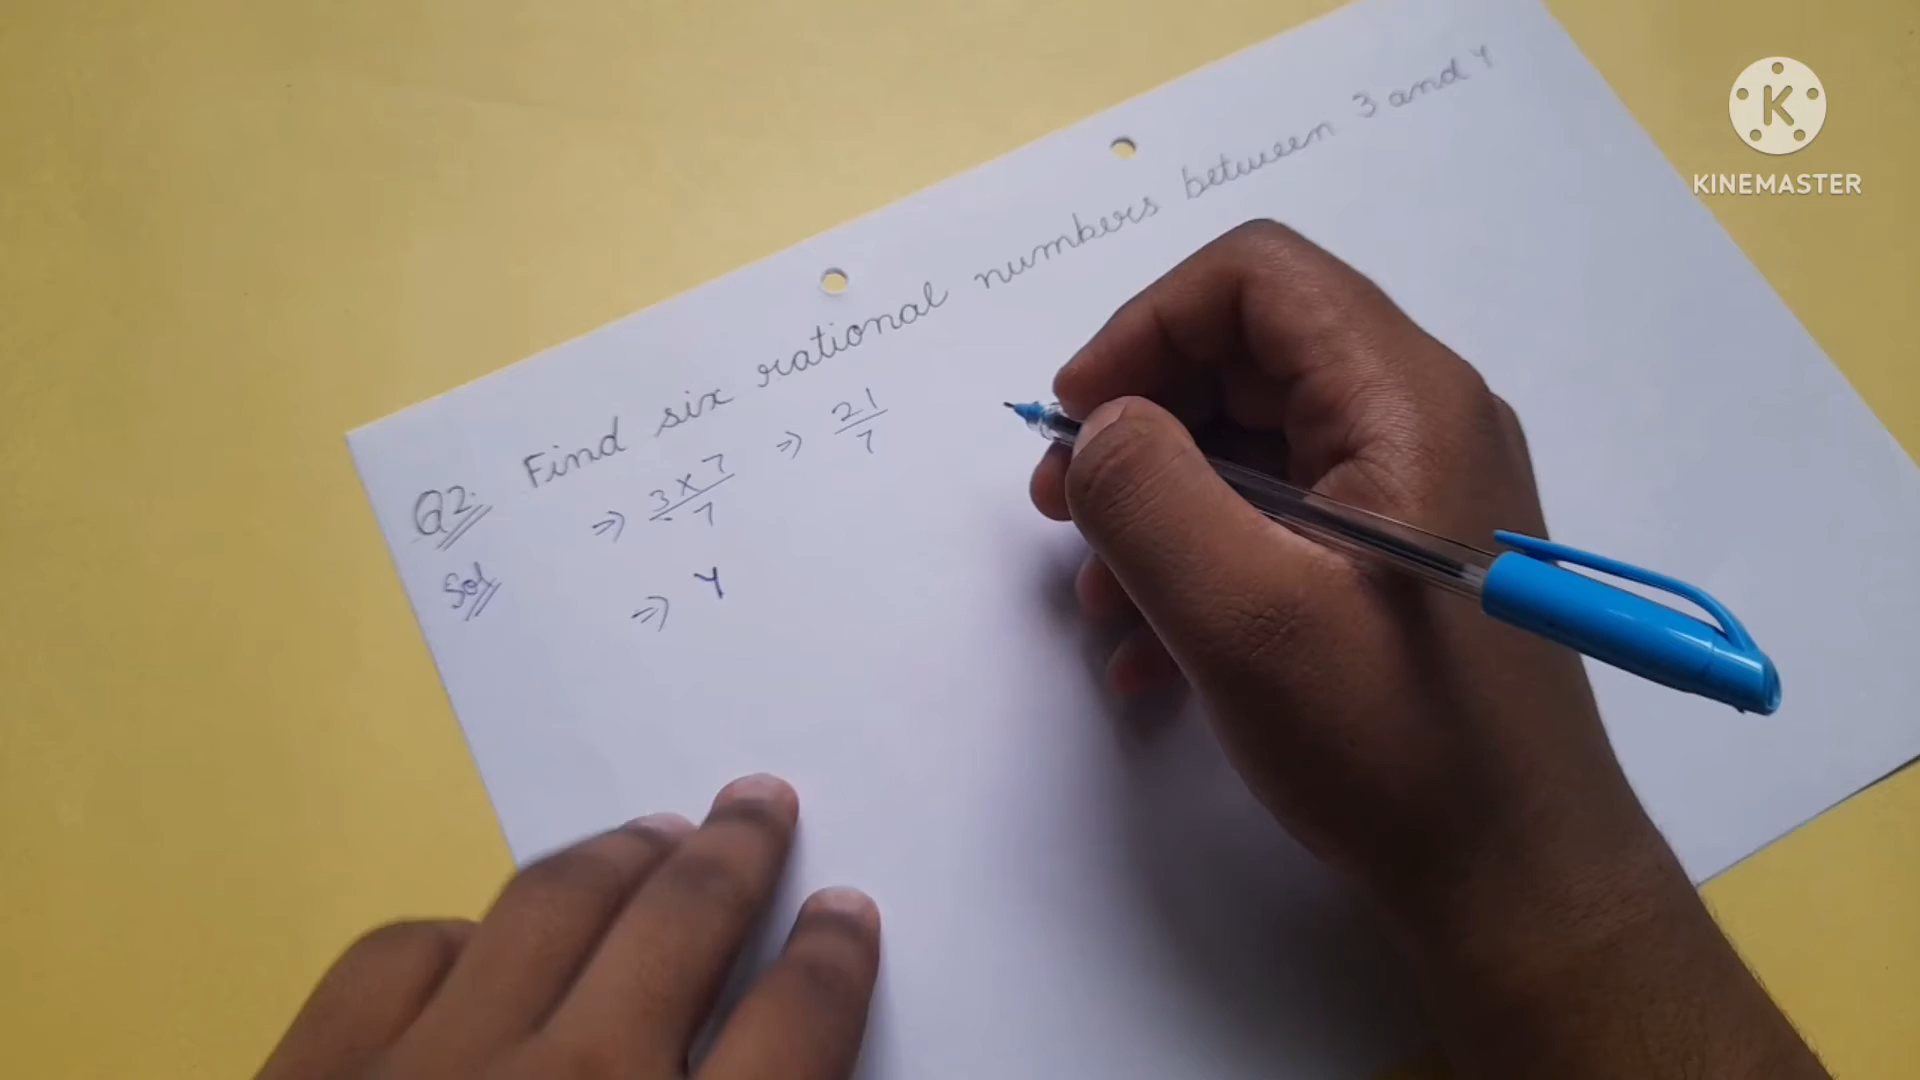 Q2. Find six rational numbers between 3 and 4
Sol ⇒ 3 × 7 / 7 ⇒ 21 / 7
⇒ 4
K
KINEMASTER